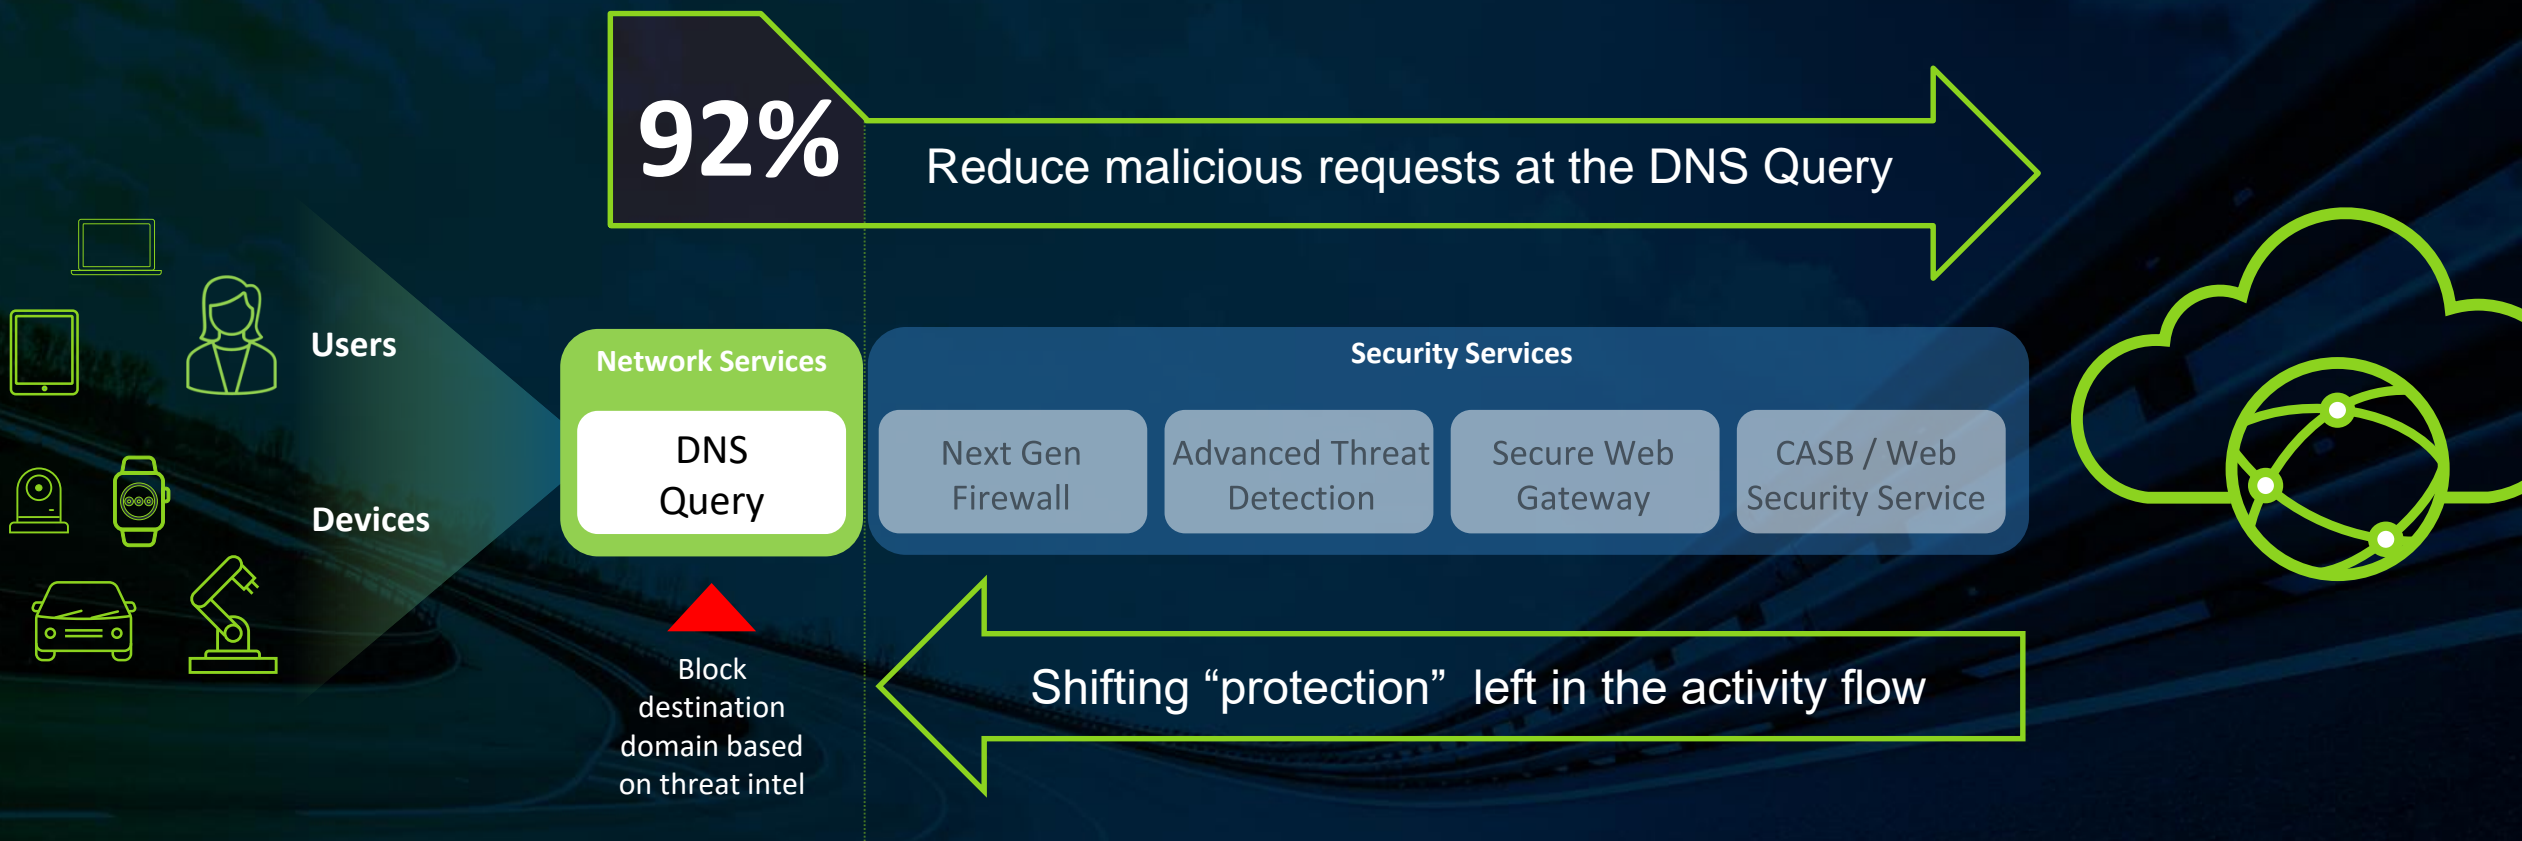 92%
Reduce malicious requests at the DNS Query
Users
Devices
Network Services
DNS
Query
Security Services
Next Gen
Firewall
Advanced Threat
Detection
Secure Web
Gateway
CASB / Web
Security Service
Block
destination
domain based
on threat intel
Shifting “protection”  left in the activity flow